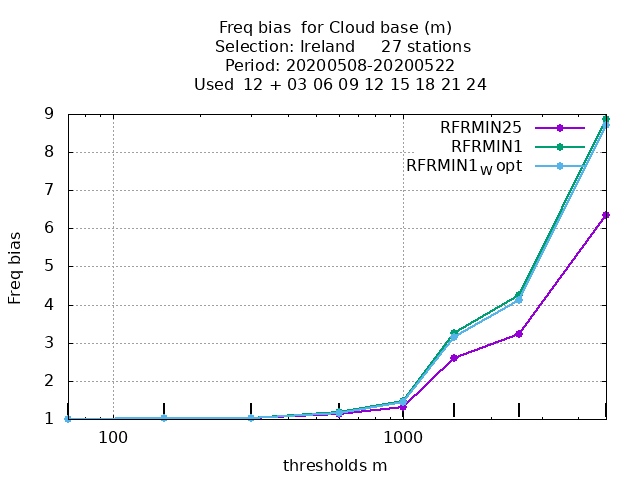 Freq bias  for Cloud base (m)
Selection: Ireland     27 stations
Period: 20200508-20200522
Used  12 + 03 06 09 12 15 18 21 24
RFRMIN25
RFRMIN1
RFRMIN1W opt
Freq bias
9
8
7
6
5
4
3
2
1
100 1000
thresholds m